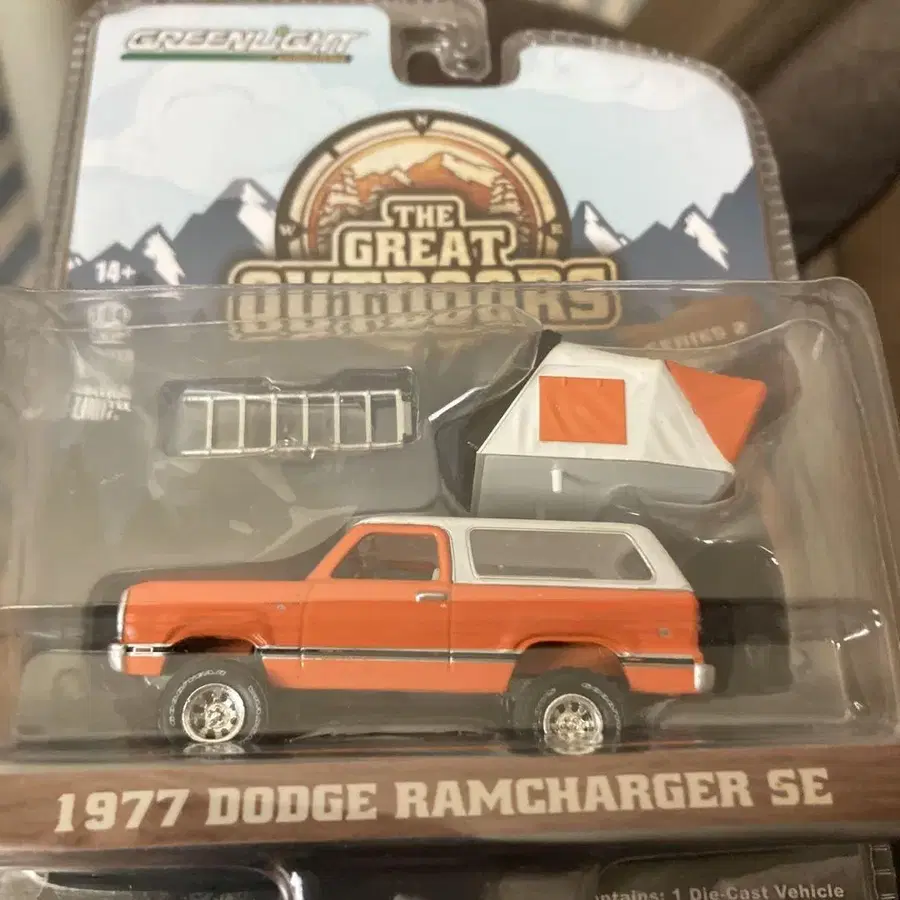 GREENLIGHT
N
W E
THE
GREAT
OUTDOORS
14+
SERIES 2
1977 DODGE RAMCHARGER SE
ntains: 1 Die-Cast Vehicle